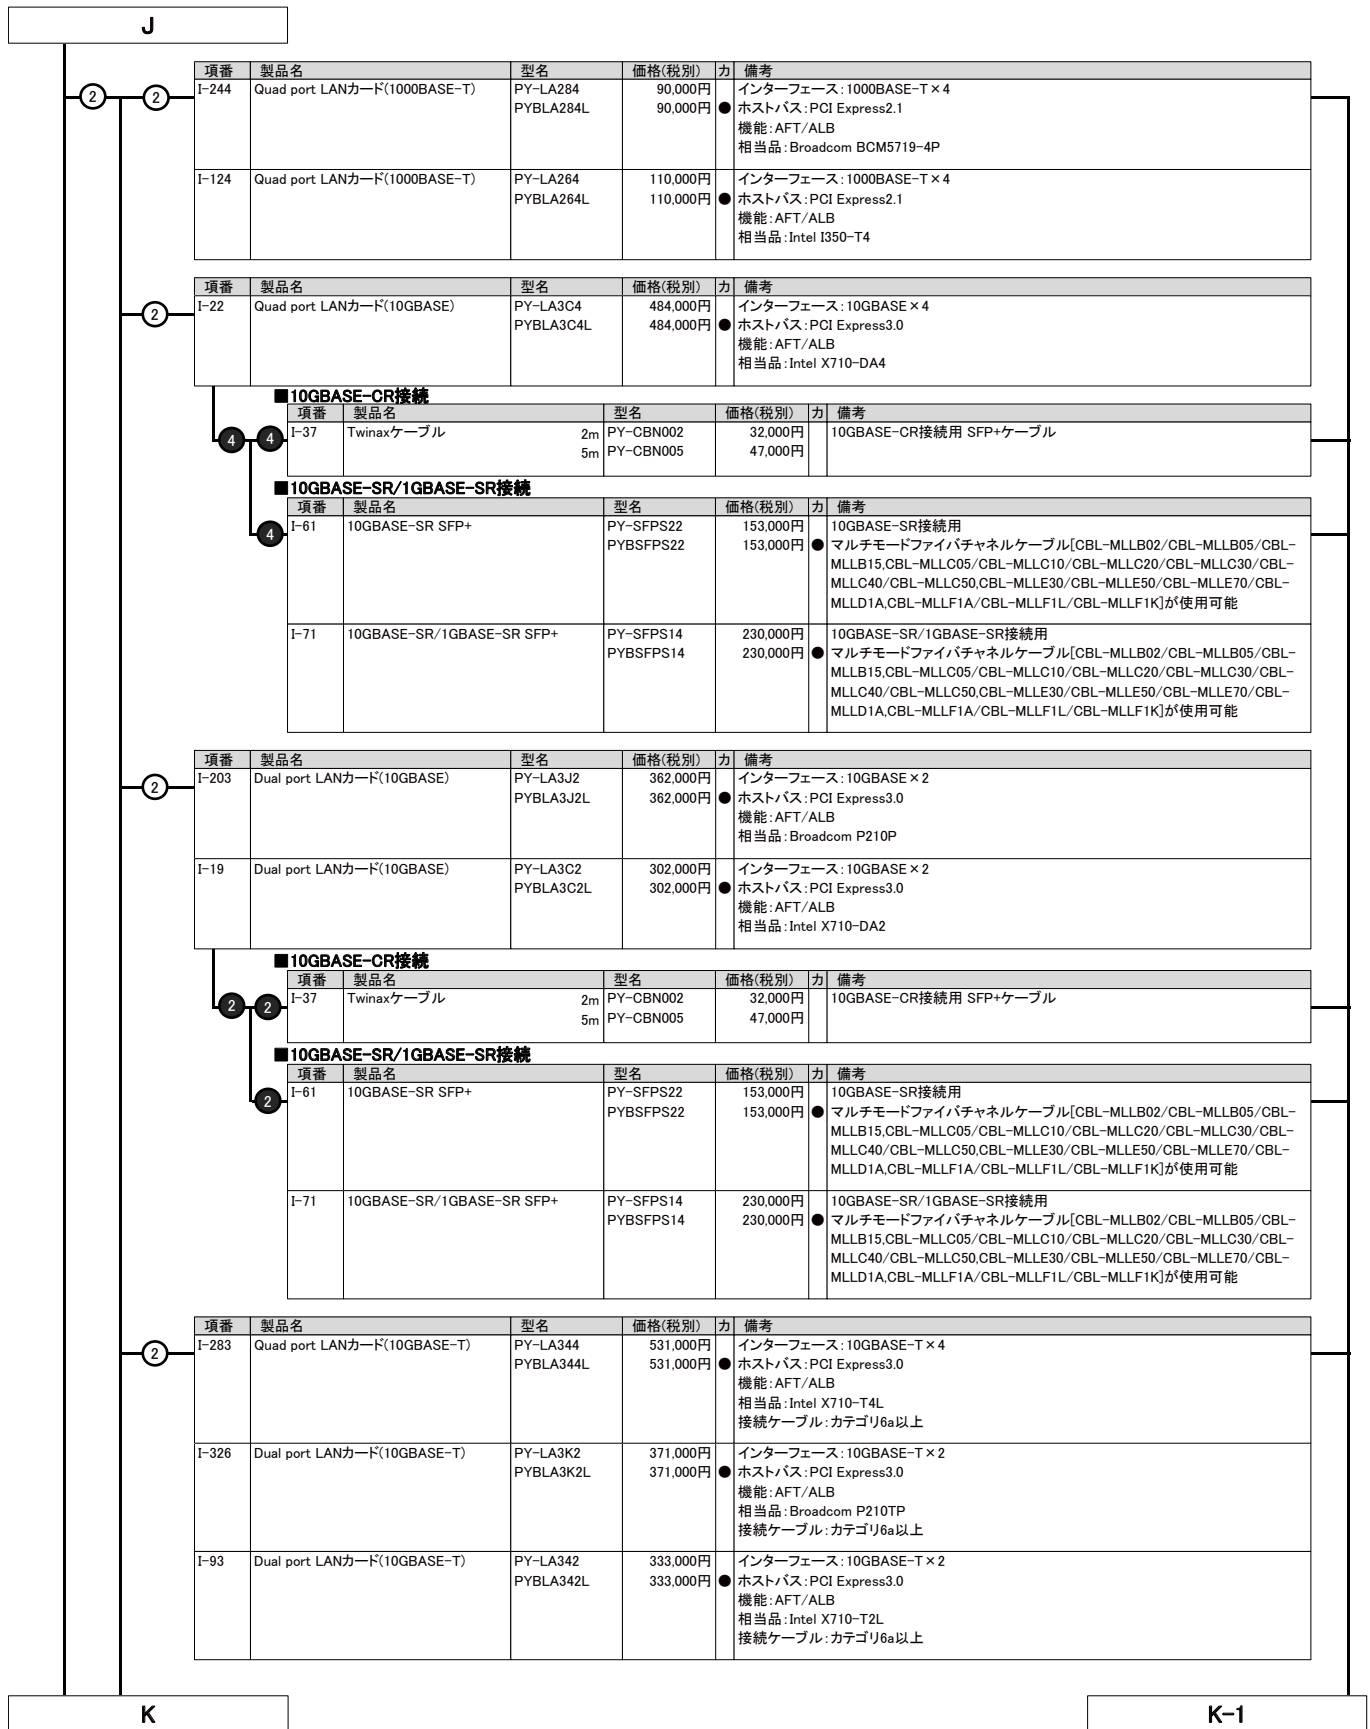 J
項番 製品名 型名 価格(税別) カ 備考
2 2 I-244 Quad port LANカード(1000BASE-T) PY-LA284 90,000円 インターフェース:1000BASE-T×4
PYBLA284L 90,000円 ● ホストバス:PCI Express2.1
機能:AFT/ALB
相当品:Broadcom BCM5719-4P
I-124 Quad port LANカード(1000BASE-T) PY-LA264 110,000円 インターフェース:1000BASE-T×4
PYBLA264L 110,000円 ● ホストバス:PCI Express2.1
機能:AFT/ALB
相当品:Intel I350-T4
項番 製品名 型名 価格(税別) カ 備考
2 I-22 Quad port LANカード(10GBASE) PY-LA3C4 484,000円 インターフェース:10GBASE×4
PYBLA3C4L 484,000円 ● ホストバス:PCI Express3.0
機能:AFT/ALB
相当品:Intel X710-DA4
■10GBASE-CR接続
項番 製品名 型名 価格(税別) カ 備考
4 4 I-37 Twinaxケーブル 2m PY-CBN002 32,000円 10GBASE-CR接続用 SFP+ケーブル
5m PY-CBN005 47,000円
■10GBASE-SR/1GBASE-SR接続
項番 製品名 型名 価格(税別) カ 備考
4 I-61 10GBASE-SR SFP+ PY-SFPS22 153,000円 10GBASE-SR接続用
PYBSFPS22 153,000円 ● マルチモードファイバチャネルケーブル[CBL-MLLB02/CBL-MLLB05/CBL-
MLLB15,CBL-MLLC05/CBL-MLLC10/CBL-MLLC20/CBL-MLLC30/CBL-
MLLC40/CBL-MLLC50,CBL-MLLE30/CBL-MLLE50/CBL-MLLE70/CBL-
MLLD1A,CBL-MLLF1A/CBL-MLLF1L/CBL-MLLF1K]が使用可能
I-71 10GBASE-SR/1GBASE-SR SFP+ PY-SFPS14 230,000円 10GBASE-SR/1GBASE-SR接続用
PYBSFPS14 230,000円 ● マルチモードファイバチャネルケーブル[CBL-MLLB02/CBL-MLLB05/CBL-
MLLB15,CBL-MLLC05/CBL-MLLC10/CBL-MLLC20/CBL-MLLC30/CBL-
MLLC40/CBL-MLLC50,CBL-MLLE30/CBL-MLLE50/CBL-MLLE70/CBL-
MLLD1A,CBL-MLLF1A/CBL-MLLF1L/CBL-MLLF1K]が使用可能
項番 製品名 型名 価格(税別) カ 備考
2 I-203 Dual port LANカード(10GBASE) PY-LA3J2 362,000円 インターフェース:10GBASE×2
PYBLA3J2L 362,000円 ● ホストバス:PCI Express3.0
機能:AFT/ALB
相当品:Broadcom P210P
I-19 Dual port LANカード(10GBASE) PY-LA3C2 302,000円 インターフェース:10GBASE×2
PYBLA3C2L 302,000円 ● ホストバス:PCI Express3.0
機能:AFT/ALB
相当品:Intel X710-DA2
■10GBASE-CR接続
項番 製品名 型名 価格(税別) カ 備考
2 2 I-37 Twinaxケーブル 2m PY-CBN002 32,000円 10GBASE-CR接続用 SFP+ケーブル
5m PY-CBN005 47,000円
■10GBASE-SR/1GBASE-SR接続
項番 製品名 型名 価格(税別) カ 備考
2 I-61 10GBASE-SR SFP+ PY-SFPS22 153,000円 10GBASE-SR接続用
PYBSFPS22 153,000円 ● マルチモードファイバチャネルケーブル[CBL-MLLB02/CBL-MLLB05/CBL-
MLLB15,CBL-MLLC05/CBL-MLLC10/CBL-MLLC20/CBL-MLLC30/CBL-
MLLC40/CBL-MLLC50,CBL-MLLE30/CBL-MLLE50/CBL-MLLE70/CBL-
MLLD1A,CBL-MLLF1A/CBL-MLLF1L/CBL-MLLF1K]が使用可能
I-71 10GBASE-SR/1GBASE-SR SFP+ PY-SFPS14 230,000円 10GBASE-SR/1GBASE-SR接続用
PYBSFPS14 230,000円 ● マルチモードファイバチャネルケーブル[CBL-MLLB02/CBL-MLLB05/CBL-
MLLB15,CBL-MLLC05/CBL-MLLC10/CBL-MLLC20/CBL-MLLC30/CBL-
MLLC40/CBL-MLLC50,CBL-MLLE30/CBL-MLLE50/CBL-MLLE70/CBL-
MLLD1A,CBL-MLLF1A/CBL-MLLF1L/CBL-MLLF1K]が使用可能
項番 製品名 型名 価格(税別) カ 備考
2 I-283 Quad port LANカード(10GBASE-T) PY-LA344 531,000円 インターフェース:10GBASE-T×4
PYBLA344L 531,000円 ● ホストバス:PCI Express3.0
機能:AFT/ALB
相当品:Intel X710-T4L
接続ケーブル:カテゴリ6a以上
I-326 Dual port LANカード(10GBASE-T) PY-LA3K2 371,000円 インターフェース:10GBASE-T×2
PYBLA3K2L 371,000円 ● ホストバス:PCI Express3.0
機能:AFT/ALB
相当品:Broadcom P210TP
接続ケーブル:カテゴリ6a以上
I-93 Dual port LANカード(10GBASE-T) PY-LA342 333,000円 インターフェース:10GBASE-T×2
PYBLA342L 333,000円 ● ホストバス:PCI Express3.0
機能:AFT/ALB
相当品:Intel X710-T2L
接続ケーブル:カテゴリ6a以上
K K-1